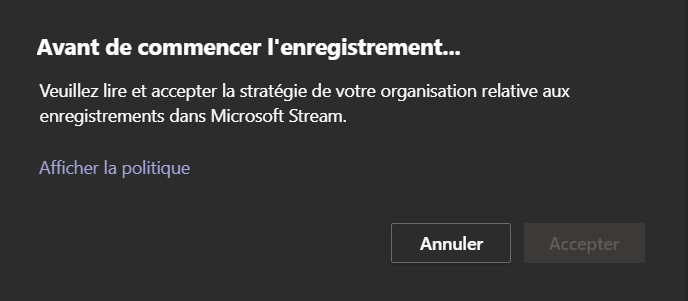 Avant de commencer l'enregistrement...
Veuillez lire et accepter la stratégie de votre organisation relative aux
enregistrements dans Microsoft Stream.
Afficher la politique
Annuler
Accepter